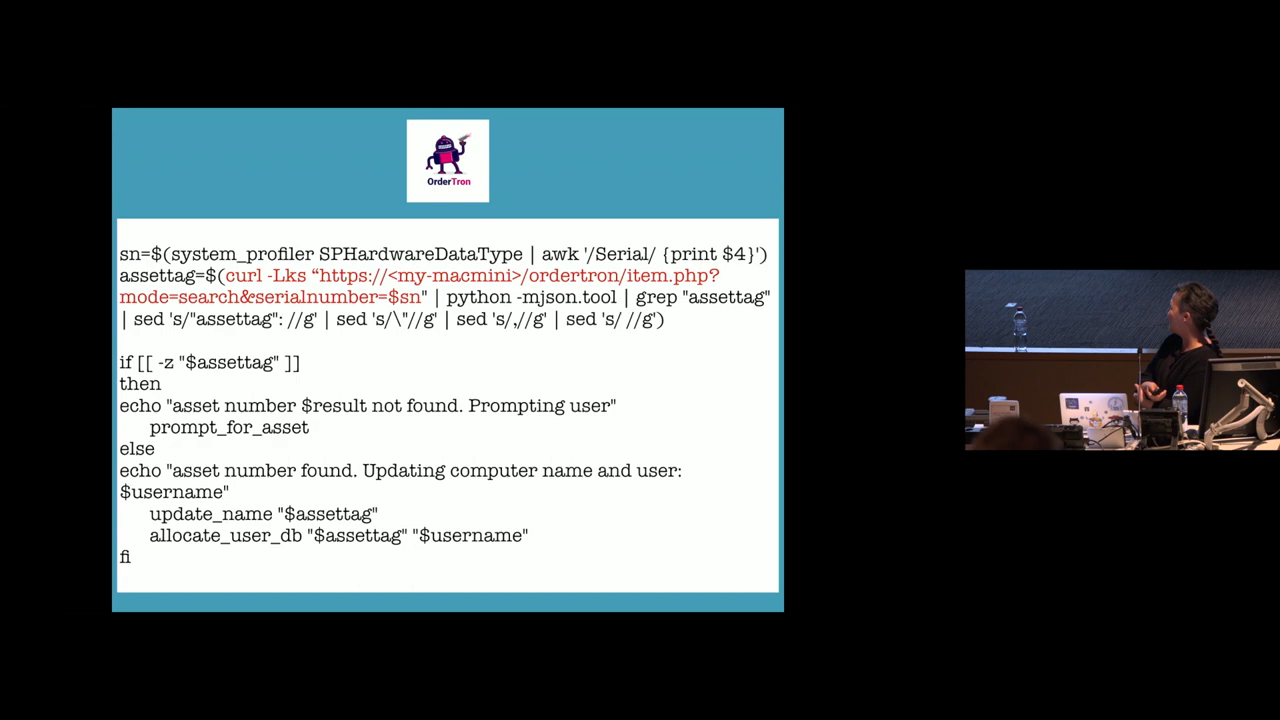 OrderTron
sn=$(system_profiler SPHardwareDataType | awk '/Serial/ {print $4}')
assettag=$(curl -Lks “https://<my-macmini>/ordertron/item.php?
mode=search&serialnumber=$sn" | python -mjson.tool | grep "assettag"
| sed 's/"assettag": //g' | sed 's/\"//g' | sed 's/,//g' | sed 's/ //g')
if [[ -z "$assettag" ]]
then
echo "asset number $result not found. Prompting user"
prompt_for_asset
else
echo "asset number found. Updating computer name and user:
$username"
update_name "$assettag"
allocate_user_db "$assettag" "$username"
fi